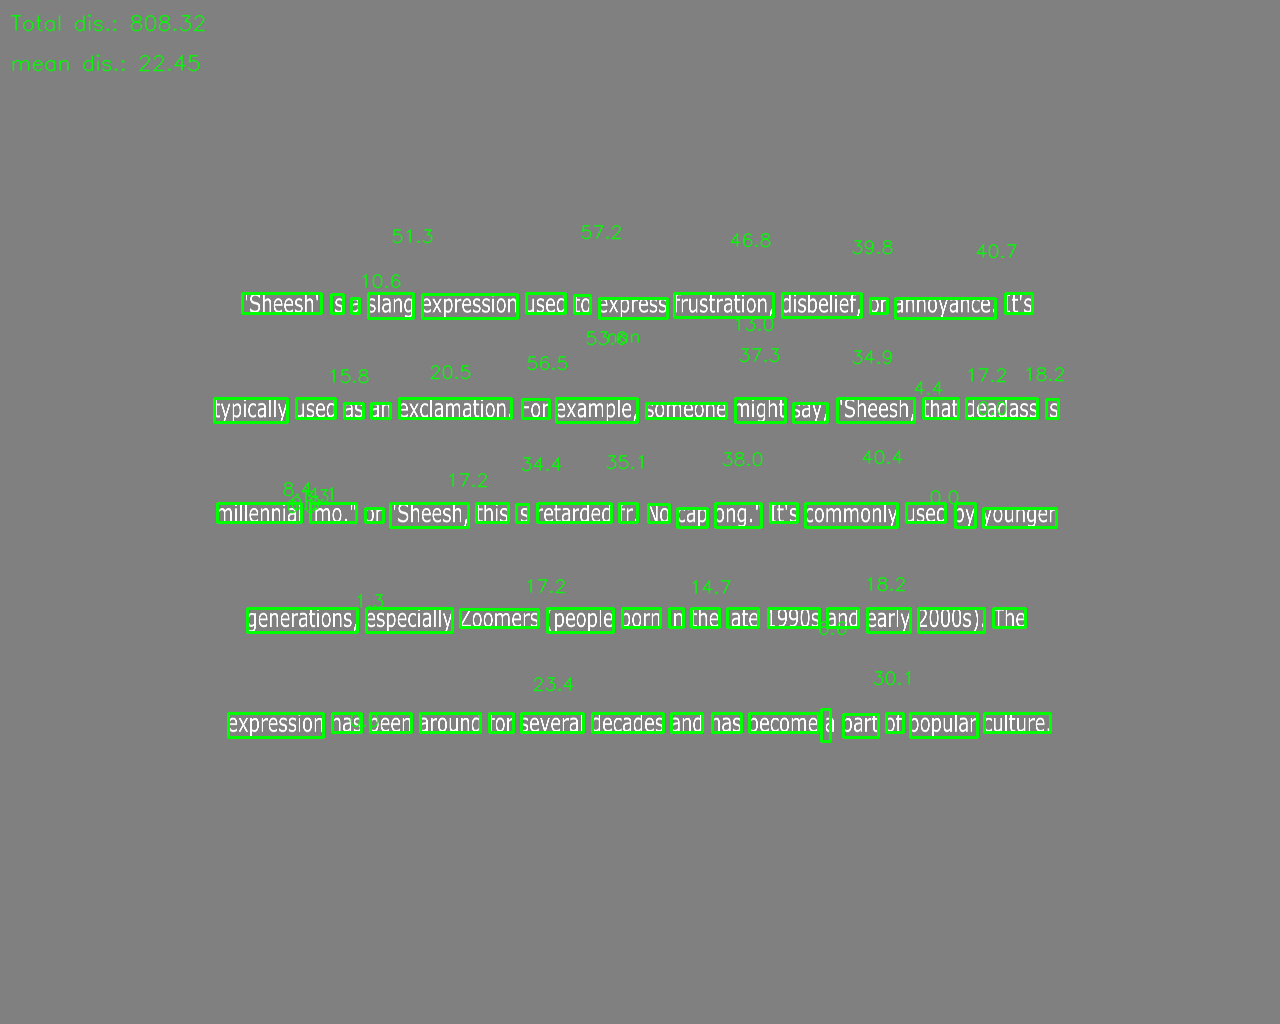 Total dis.: 808.32
mean dis.: 22.45
51.3 57.2 46.8 39.8 40.7
10.6
'Sheesh' is a slang expression used to express frustration, disbelief, or annoyance. It's
13.0
53.6 nan
15.8 20.5 56.5 37.3 34.9 4.4 17.2 18.2
typically used as an exclamation. For example, someone might say, 'Sheesh, that deadass is
8.4 17.2 34.4 35.1 38.0 40.4 0.0
millennial lmo." or 'Sheesh, this is retarded fr. No cap ong.' It's commonly used by younger
1.3 17.2 14.7 18.2
generations, especially Zoomers (people born in the late 1990s and early 2000s). The
23.4 30.1
expression has been around for several decades and has become a part of popular culture.